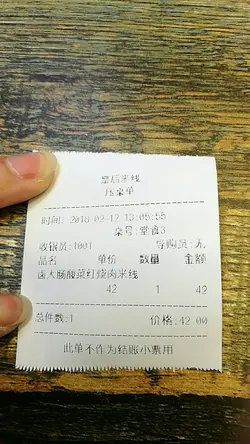 皇后米线
压桌单
时间: 2018-02-12 13:05:55
桌号:堂食3
收银员:1001 导购员:无
品名 单价 数量 金额
卤大肠酸菜红烧肉米线
42 1 42
总件数:1 价格:42.00
此单不作为结账小票用